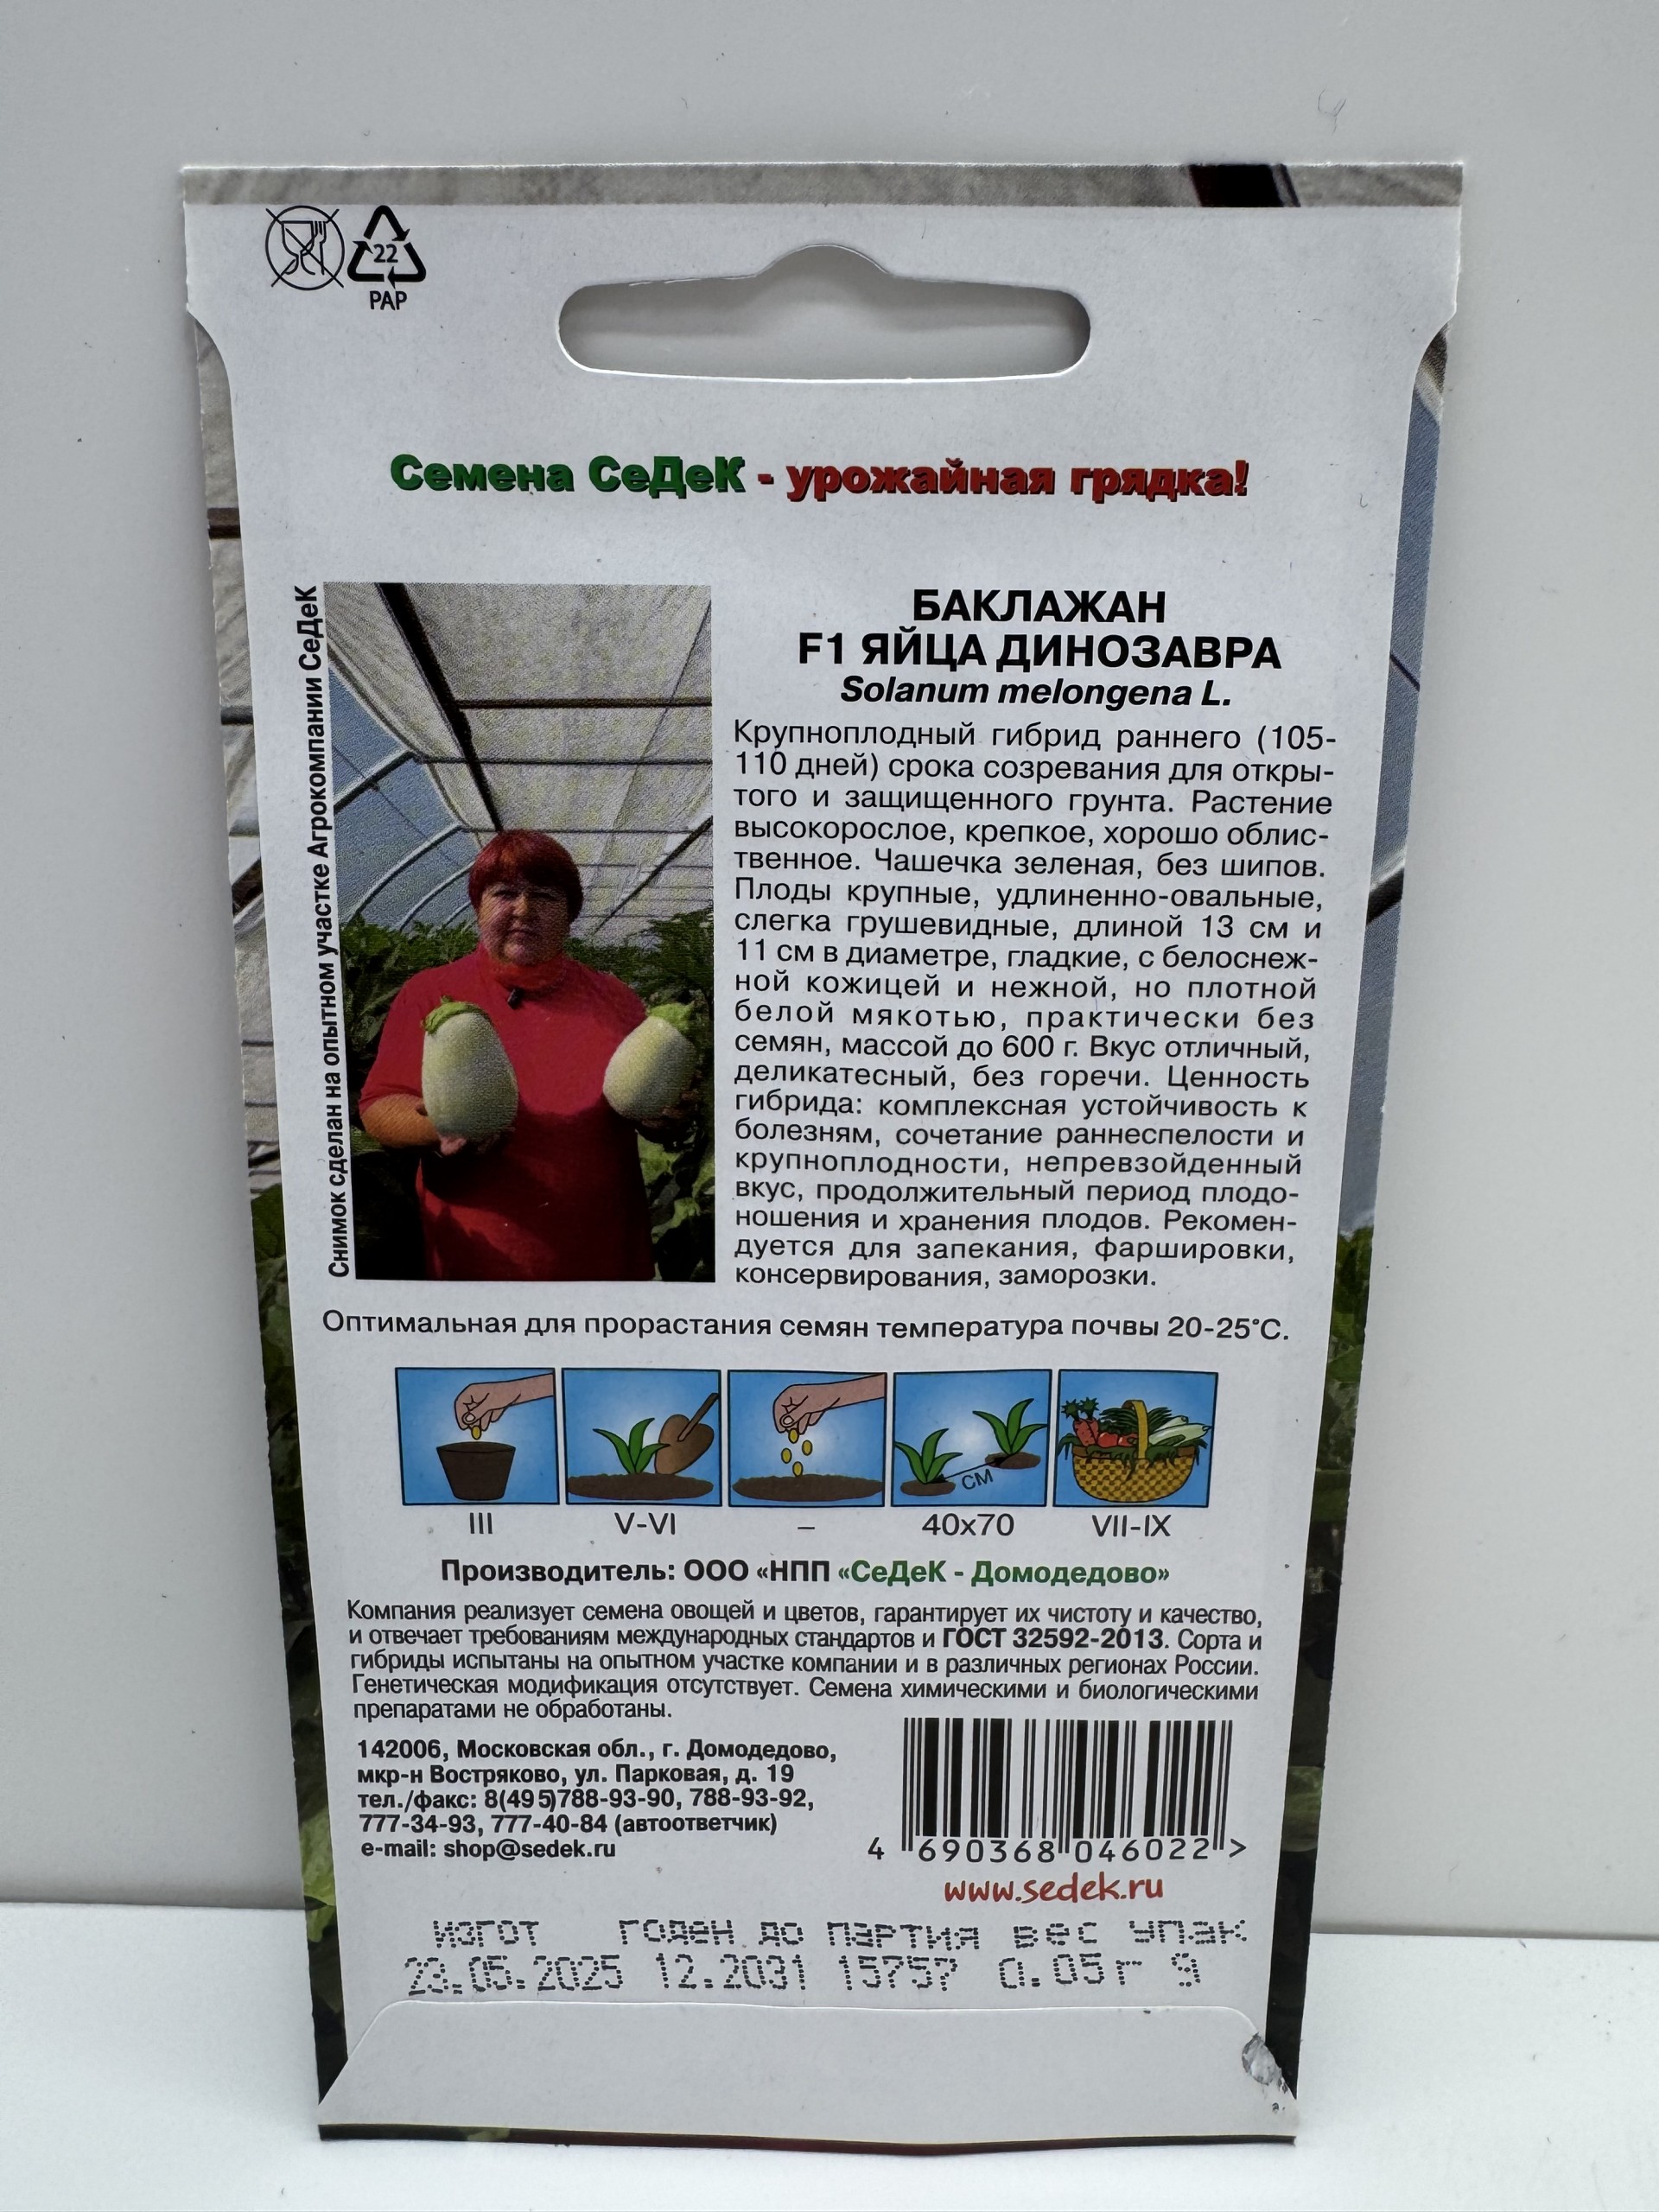 22
PAP
Семена СеДеК - урожайная грядка!
Снимок сделан на опытном участке Агрокомпании СеДеК
БАКЛАЖАН
F1 ЯЙЦА ДИНОЗАВРА
Solanum melongena L.
Крупноплодный гибрид раннего (105-
110 дней) срока созревания для откры-
того и защищенного грунта. Растение
высокорослое, крепкое, хорошо облис-
твенное. Чашечка зеленая, без шипов.
Плоды крупные, удлиненно-овальные,
слегка грушевидные, длиной 13 см и
11 см в диаметре, гладкие, с белоснеж-
ной кожицей и нежной, но плотной
белой мякотью, практически без
семян, массой до 600 г. Вкус отличный,
деликатесный, без горечи. Ценность
гибрида: комплексная устойчивость к
болезням, сочетание раннеспелости и
крупноплодности, непревзойденный
вкус, продолжительный период плодо-
ношения и хранения плодов. Рекомен-
дуется для запекания, фаршировки,
консервирования, заморозки.
Оптимальная для прорастания семян температура почвы 20-25°С.
СМ
III V-VI – 40x70 VII-IX
Производитель: ООО «НПП «СеДеК - Домодедово»
Компания реализует семена овощей и цветов, гарантирует их чистоту и качество,
и отвечает требованиям международных стандартов и ГОСТ 32592-2013. Сорта и
гибриды испытаны на опытном участке компании и в различных регионах России.
Генетическая модификация отсутствует. Семена химическими и биологическими
препаратами не обработаны.
142006, Московская обл., г. Домодедово,
мкр-н Востряково, ул. Парковая, д. 19
тел./факс: 8(495)788-93-90, 788-93-92,
777-34-93, 777-40-84 (автоответчик)
e-mail: shop@sedek.ru
4 690368 046022 >
www.sedek.ru
ИЗГОТ ГОДЕН ДО ПАРТИЯ вес УПАК
23.05.2025 12.2031 15757 0.05г 9